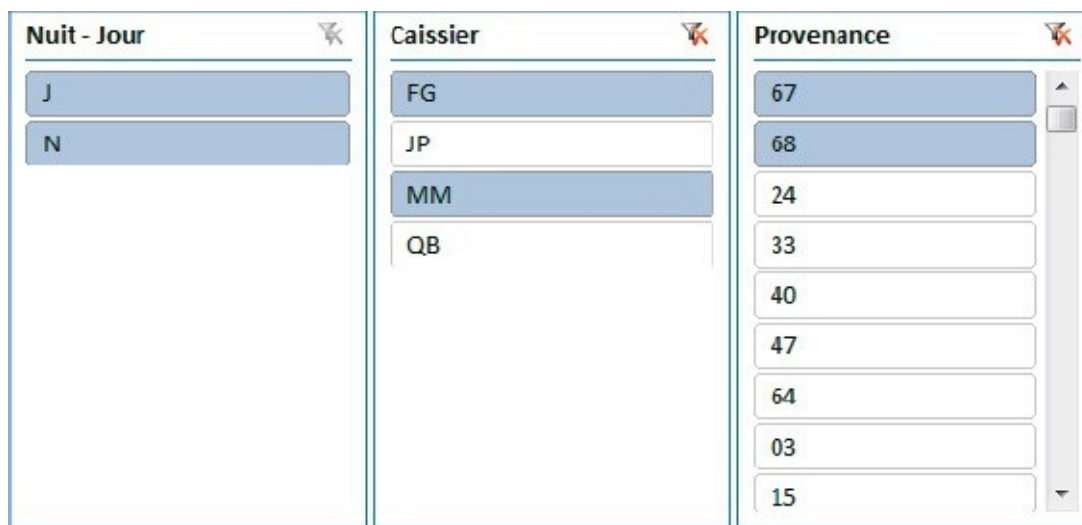 Nuit - Jour
J
N
Caissier
FG
JP
MM
QB
Provenance
67
68
24
33
40
47
64
03
15